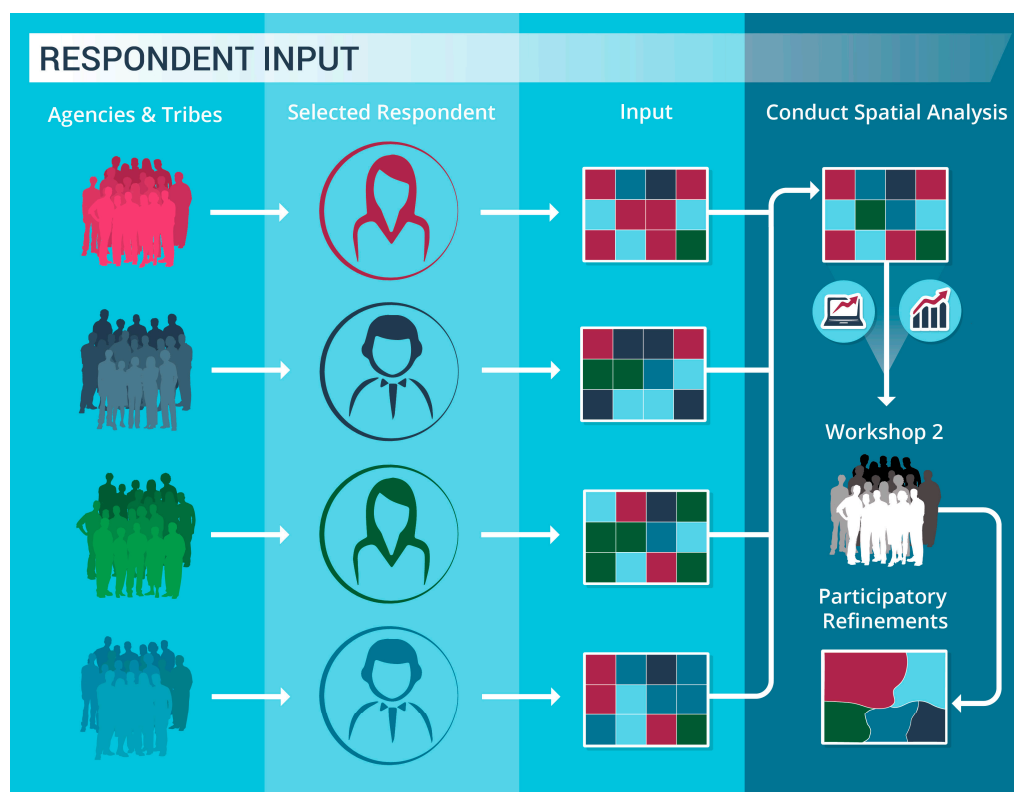 RESPONDENT INPUT
Agencies & Tribes
Selected Respondent
Input
Conduct Spatial Analysis
Workshop 2
Participatory
Refinements